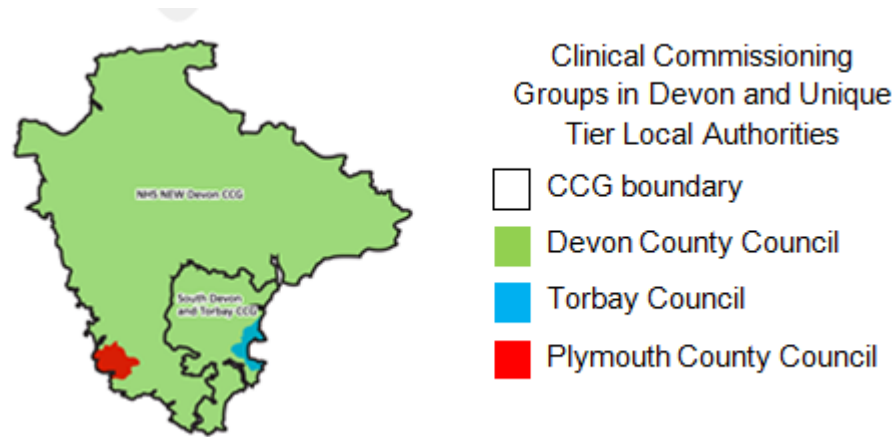 Clinical Commissioning
Groups in Devon and Unique
Tier Local Authorities
CCG boundary
Devon County Council
Torbay Council
Plymouth County Council
NHS NEW Devon CCG
South Devon
and Torbay CCG